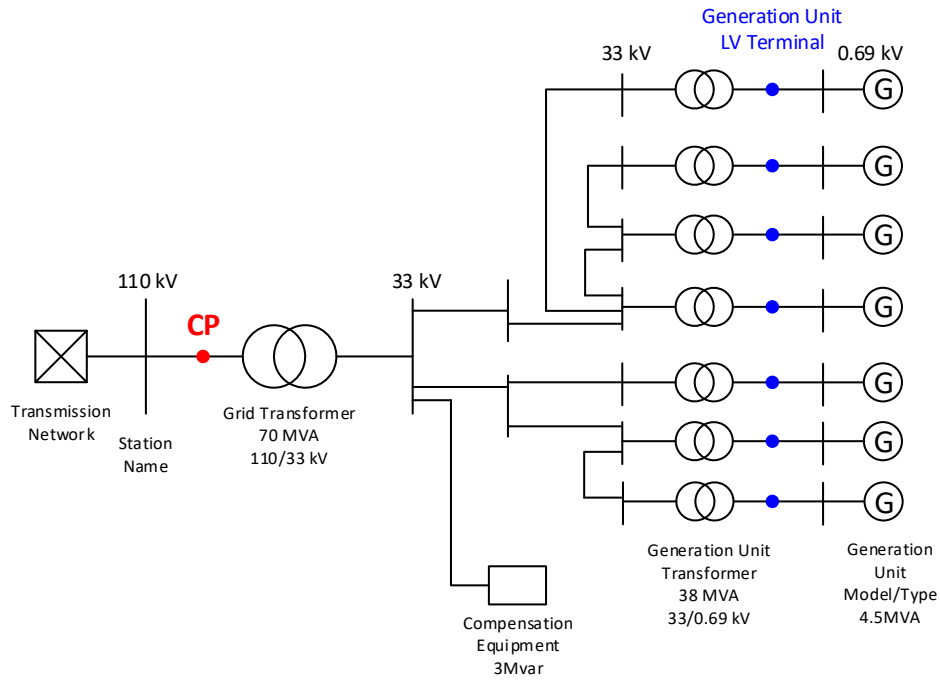 Generation Unit
LV Terminal
33 kV
0.69 kV
G
G
G
G
G
G
G
110 kV
33 kV
CP
Transmission
Network
Station
Name
Grid Transformer
70 MVA
110/33 kV
Compensation
Equipment
3Mvar
Generation Unit
Transformer
38 MVA
33/0.69 kV
Generation
Unit
Model/Type
4.5MVA